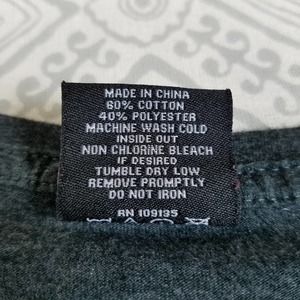 MADE IN CHINA
60% COTTON
40% POLYESTER
MACHINE WASH COLD
INSIDE OUT
NON CHLORINE BLEACH
IF DESIRED
TUMBLE DRY LOW
REMOVE PROMPTLY
DO NOT IRON
RN 109195